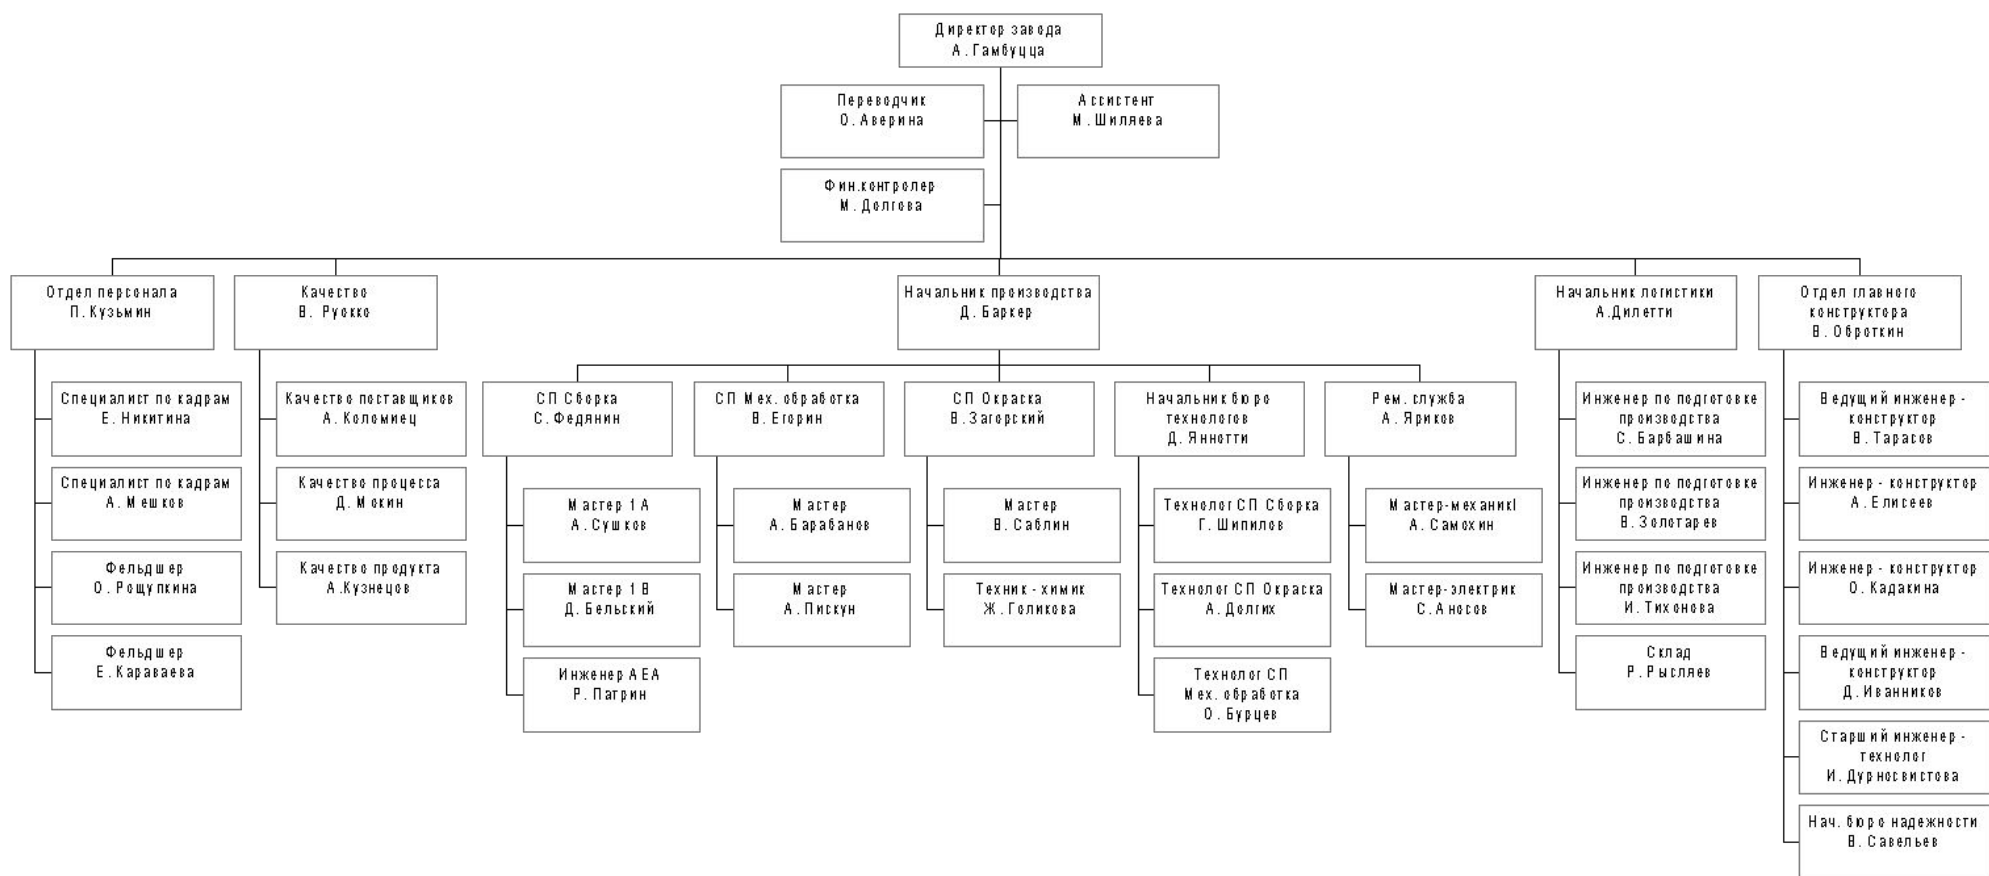 Директор завода
А. Гамбуцца
Переводчик
О. Аверина
Ассистент
М. Шиляева
Фин.контролер
М. Долгова
Отдел персонала
П. Кузьмин
Качество
В. Руокко
Начальник производства
Д. Баркер
Начальник логистики
А.Дилетти
Отдел главного
конструктора
В. Оброткин
Специалист по кадрам
Е. Никитина
Специалист по кадрам
А. Мешков
Фельдшер
О. Рощупкина
Фельдшер
Е. Караваева
Качество поставщиков
А. Коломиец
Качество процесса
Д. Мокин
Качество продукта
А.Кузнецов
СП Сборка
С. Федянин
Мастер 1 А
А. Сушков
Мастер 1 В
Д. Бельский
Инженер АЕА
Р. Патрин
СП Мех. обработка
В. Егорин
Мастер
А. Барабанов
Мастер
А. Пискун
СП Окраска
В. Загорский
Мастер
В. Саблин
Техник - химик
Ж. Голикова
Начальник бюро
технологов
Д. Яннотти
Технолог СП Сборка
Г. Шипилов
Технолог СП Окраска
А. Долгих
Технолог СП
Мех. обработка
О. Бурцев
Рем. служба
А. Яриков
Мастер-механикI
А. Самохин
Мастер-электрик
С. Аносов
Инженер по подготовке
производства
С. Барбашина
Инженер по подготовке
производства
В. Золотарев
Инженер по подготовке
производства
И. Тихонова
Склад
Р. Рысляев
Ведущий инженер -
конструктор
В. Тарасов
Инженер - конструктор
А. Елисеев
Инженер - конструктор
О. Кадакина
Ведущий инженер -
конструктор
Д. Иванников
Старший инженер -
технолог
И. Дурносвистова
Нач. бюро надежности
В. Савельев